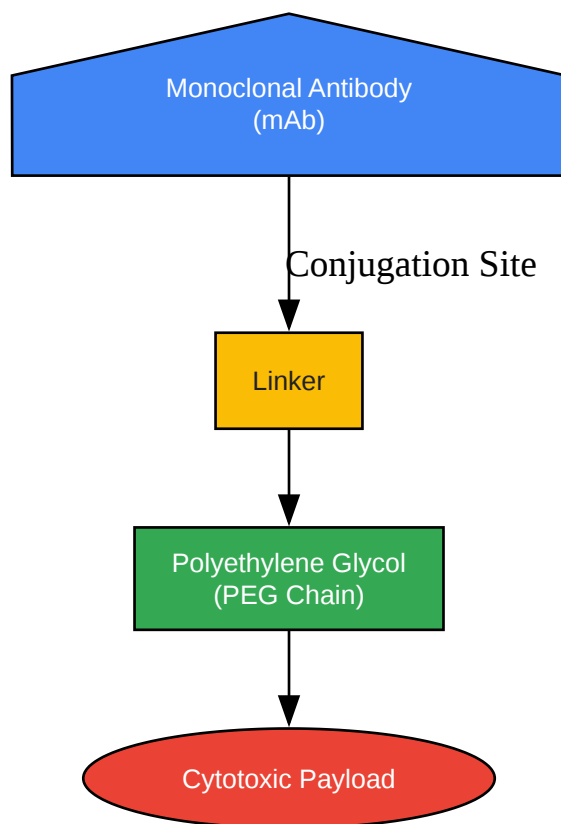 Monoclonal Antibody
(mAb)
Conjugation Site
Linker
Polyethylene Glycol
(PEG Chain)
Cytotoxic Payload